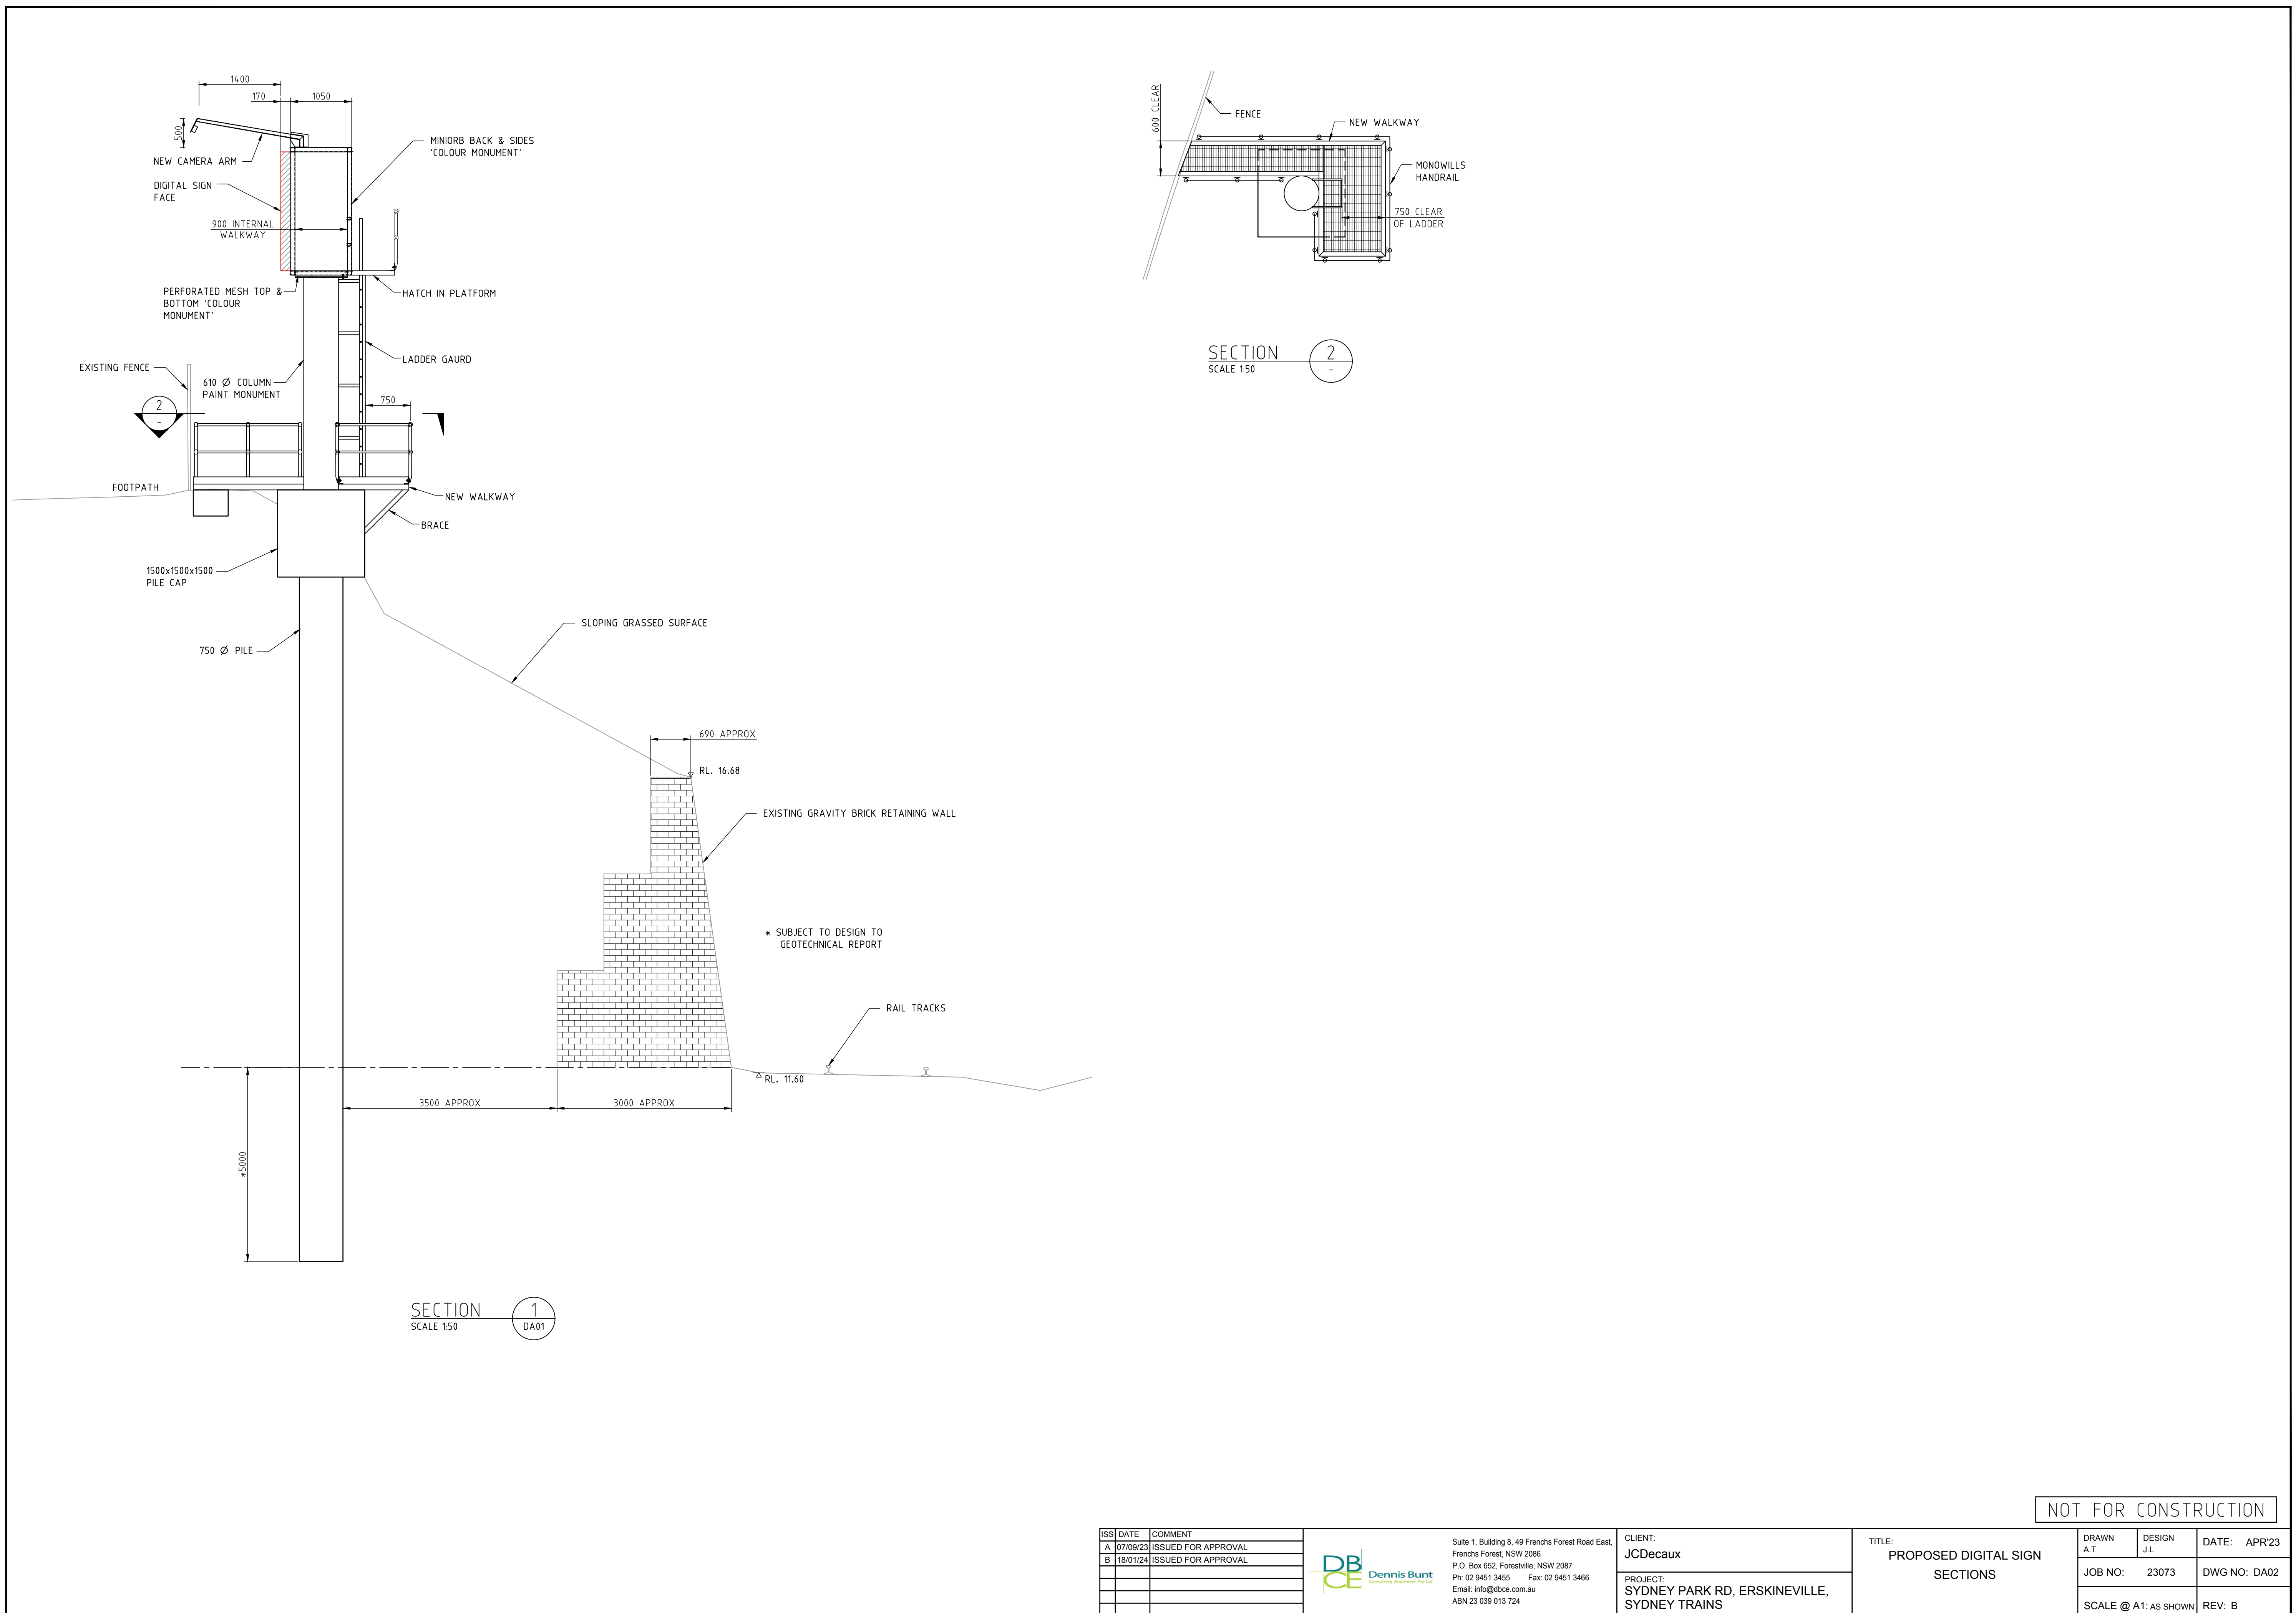 1400
170
1050
500
NEW CAMERA ARM
DIGITAL SIGN
FACE
900 INTERNAL
WALKWAY
MINIORB BACK & SIDES
'COLOUR MONUMENT'
PERFORATED MESH TOP &
BOTTOM 'COLOUR
MONUMENT'
HATCH IN PLATFORM
LADDER GAURD
EXISTING FENCE
610 Ø COLUMN
PAINT MONUMENT
2
-
750
FOOTPATH
NEW WALKWAY
BRACE
1500x1500x1500
PILE CAP
750 Ø PILE
SLOPING GRASSED SURFACE
690 APPROX
RL. 16.68
EXISTING GRAVITY BRICK RETAINING WALL
* SUBJECT TO DESIGN TO
GEOTECHNICAL REPORT
RAIL TRACKS
RL. 11.60
3500 APPROX
3000 APPROX
*5000
SECTION
SCALE 1:50
1
DA01
600 CLEAR
FENCE
NEW WALKWAY
MONOWILLS
HANDRAIL
750 CLEAR
OF LADDER
SECTION
SCALE 1:50
2
-
NOT FOR CONSTRUCTION
ISS DATE COMMENT
A 07/09/23 ISSUED FOR APPROVAL
B 18/01/24 ISSUED FOR APPROVAL
DB
CE
Dennis Bunt
Consulting Engineers Pty Ltd
Suite 1, Building 8, 49 Frenchs Forest Road East,
Frenchs Forest, NSW 2086
P.O. Box 652, Forestville, NSW 2087
Ph: 02 9451 3455 Fax: 02 9451 3466
Email: info@dbce.com.au
ABN 23 039 013 724
CLIENT:
JCDecaux
PROJECT:
SYDNEY PARK RD, ERSKINEVILLE,
SYDNEY TRAINS
TITLE:
PROPOSED DIGITAL SIGN
SECTIONS
DRAWN
A.T
DESIGN
J.L
DATE: APR'23
JOB NO: 23073
DWG NO: DA02
SCALE @ A1: AS SHOWN
REV: B